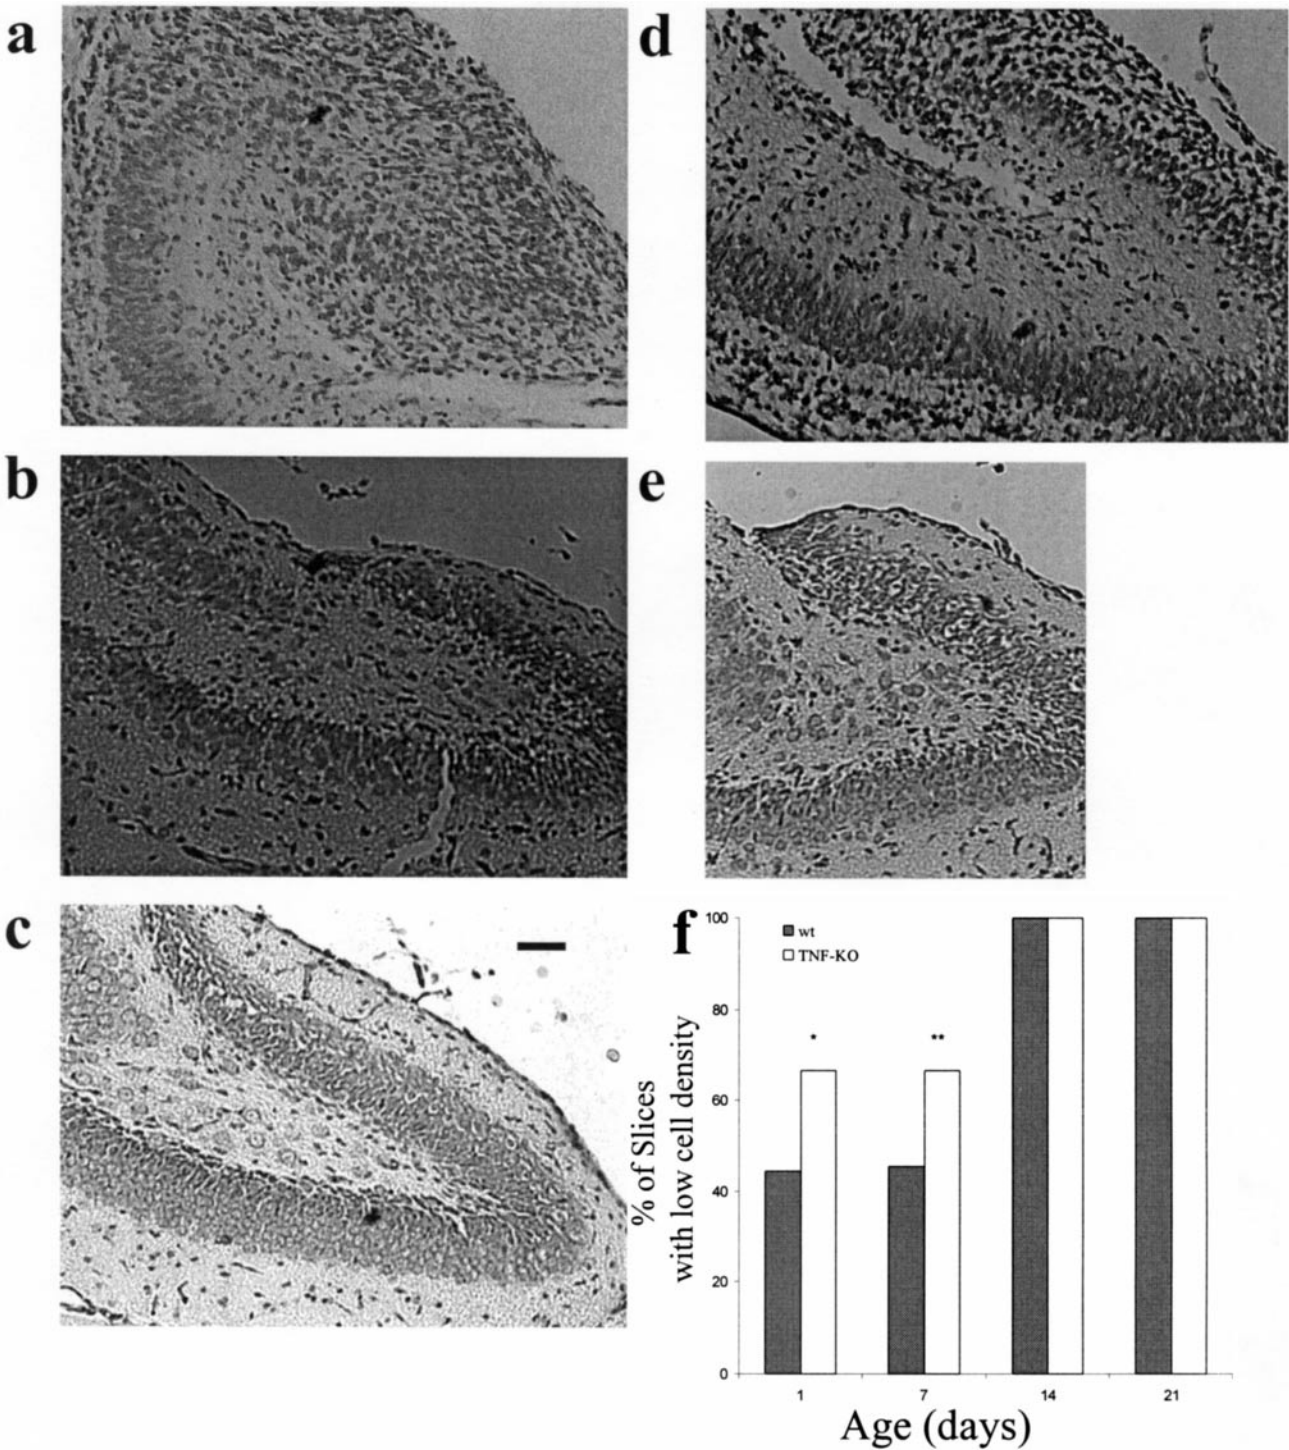 a
d
b
e
c
f
100
80
60
40
20
0
wt
TNF-KO
*
**
% of Slices
with low cell density
1
7
14
21
Age (days)